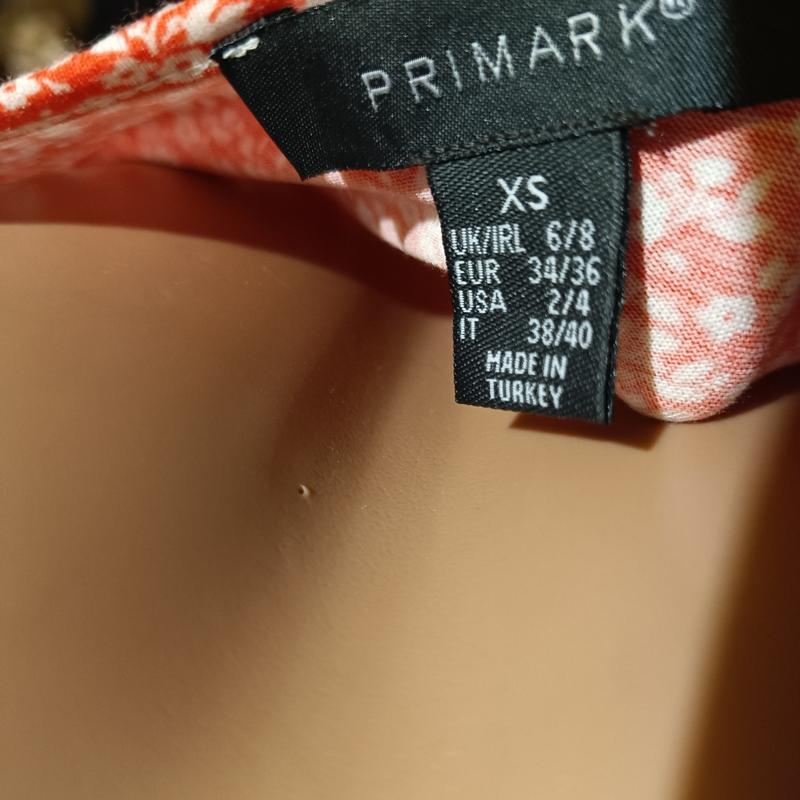 PRIMARK®
XS
UK/IRL 6/8
EUR 34/36
USA 2/4
IT 38/40
MADE IN
TURKEY